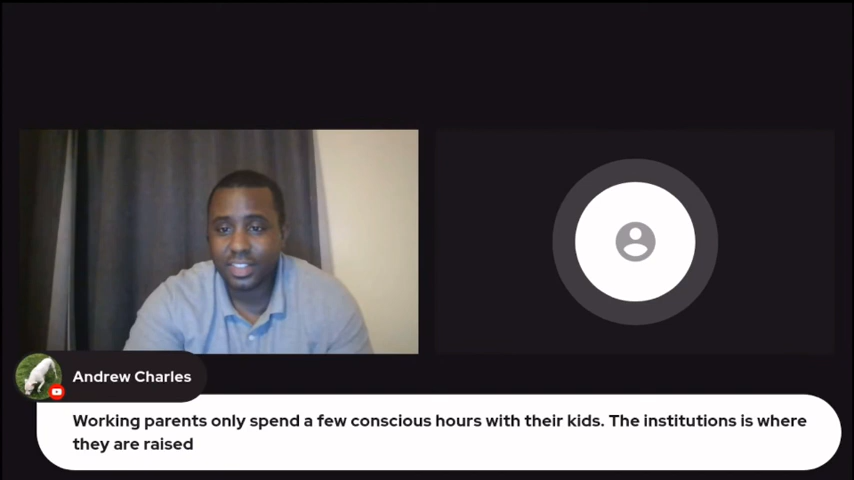 Andrew Charles
Working parents only spend a few conscious hours with their kids. The institutions is where
they are raised